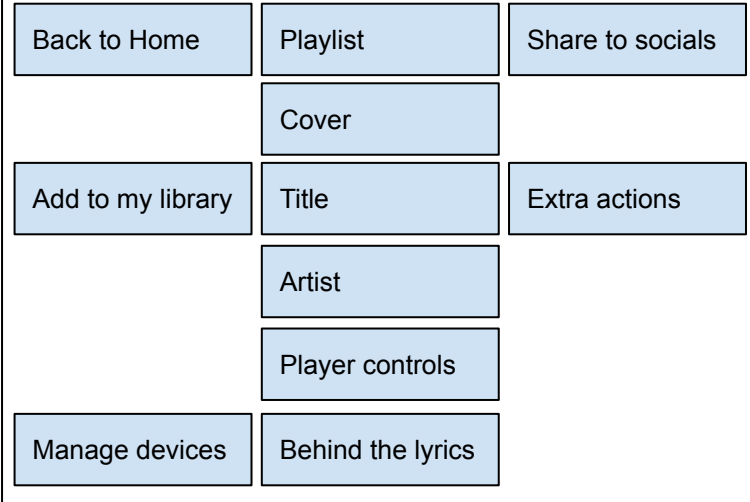 Back to Home
Playlist
Share to socials
Cover
Add to my library
Title
Extra actions
Artist
Player controls
Manage devices
Behind the lyrics